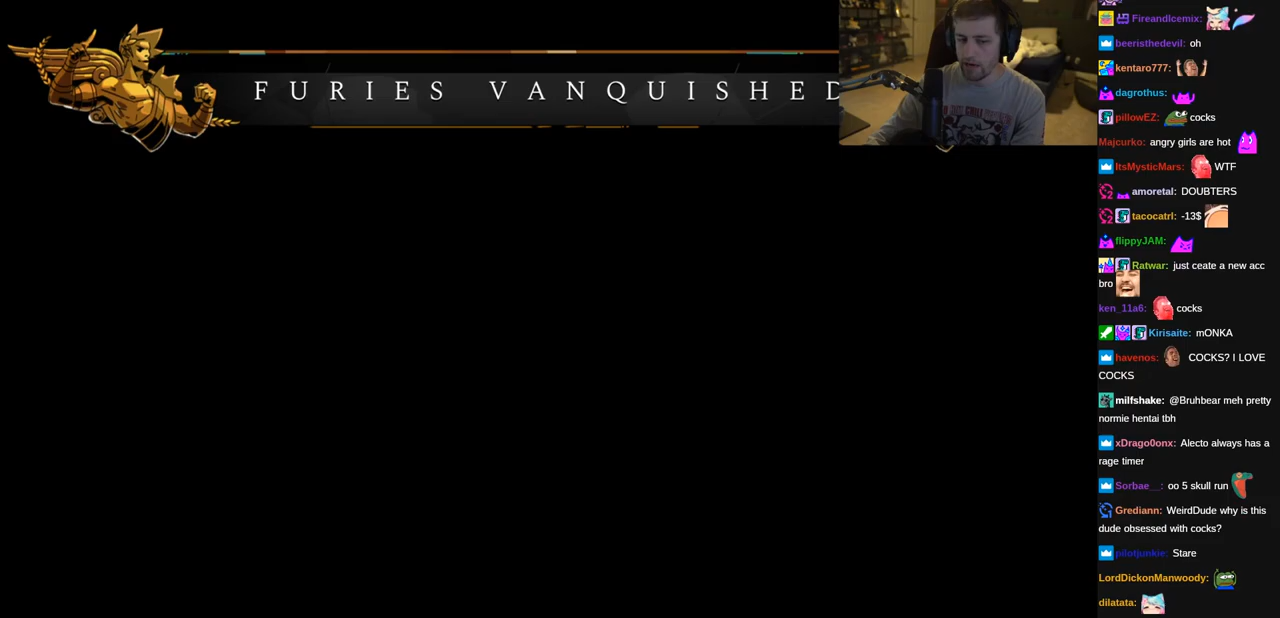 FURIES VANQUISHED
FireandIcemix:
beeristhedevil: oh
kentaro777:
dagrothus:
pillowEZ: cocks
Majcurko: angry girls are hot
ItsMysticMars: WTF
amoretal: DOUBTERS
tacocatrl: -13$
flippyJAM:
Ratwar: just ceate a new acc
bro
ken_11a6: cocks
Kirisaite: mONKA
havenos: COCKS? I LOVE
COCKS
milfshake: @Bruhbear meh pretty
normie hentai tbh
xDrago0onx: Alecto always has a
rage timer
Sorbae__: oo 5 skull run
Grediann: WeirdDude why is this
dude obsessed with cocks?
pilotjunkie: Stare
LordDickonManwoody:
dilatata: